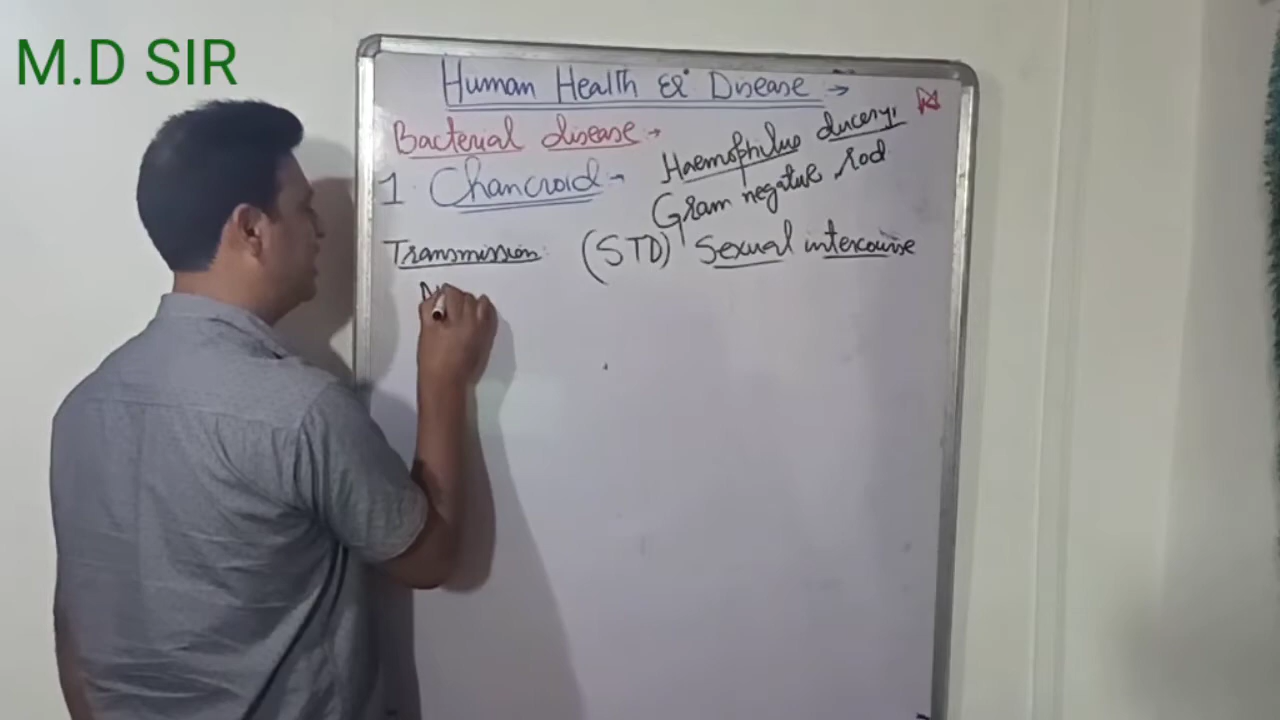 M.D SIR
Human Health & Disease →
Bacterial disease →
Haemophilus ducreyi
1. Chancroid →
Gram negative rod
Transmission: (STD) Sexual intercourse